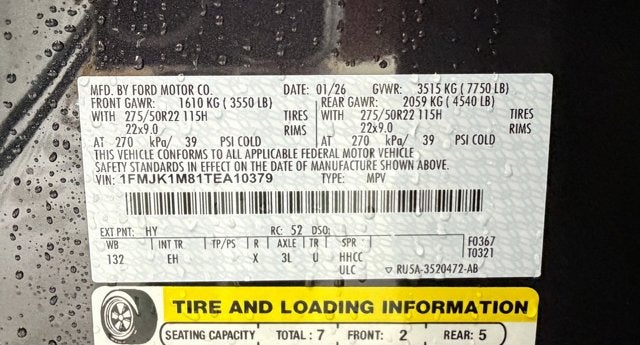 MFD. BY FORD MOTOR CO. DATE: 01/26 GVWR: 3515 KG ( 7750 LB)
FRONT GAWR: 1610 KG ( 3550 LB) REAR GAWR: 2059 KG ( 4540 LB)
WITH 275/50R22 115H TIRES WITH 275/50R22 115H TIRES
22x9.0 RIMS 22x9.0 RIMS
AT 270 kPa/ 39 PSI COLD AT 270 kPa/ 39 PSI COLD
THIS VEHICLE CONFORMS TO ALL APPLICABLE FEDERAL MOTOR VEHICLE
SAFETY STANDARDS IN EFFECT ON THE DATE OF MANUFACTURE SHOWN ABOVE.
VIN: 1FMJK1M81TEA10379 TYPE: MPV
EXT PNT: HY RC: 52 DSO: F0367
WB INT TR TP/PS R AXLE TR SPR T0321
132 EH X 3L U HHCC
ULC ▽ RU5A-3520472-AB
TIRE AND LOADING INFORMATION
SEATING CAPACITY TOTAL : 7 FRONT: 2 REAR: 5